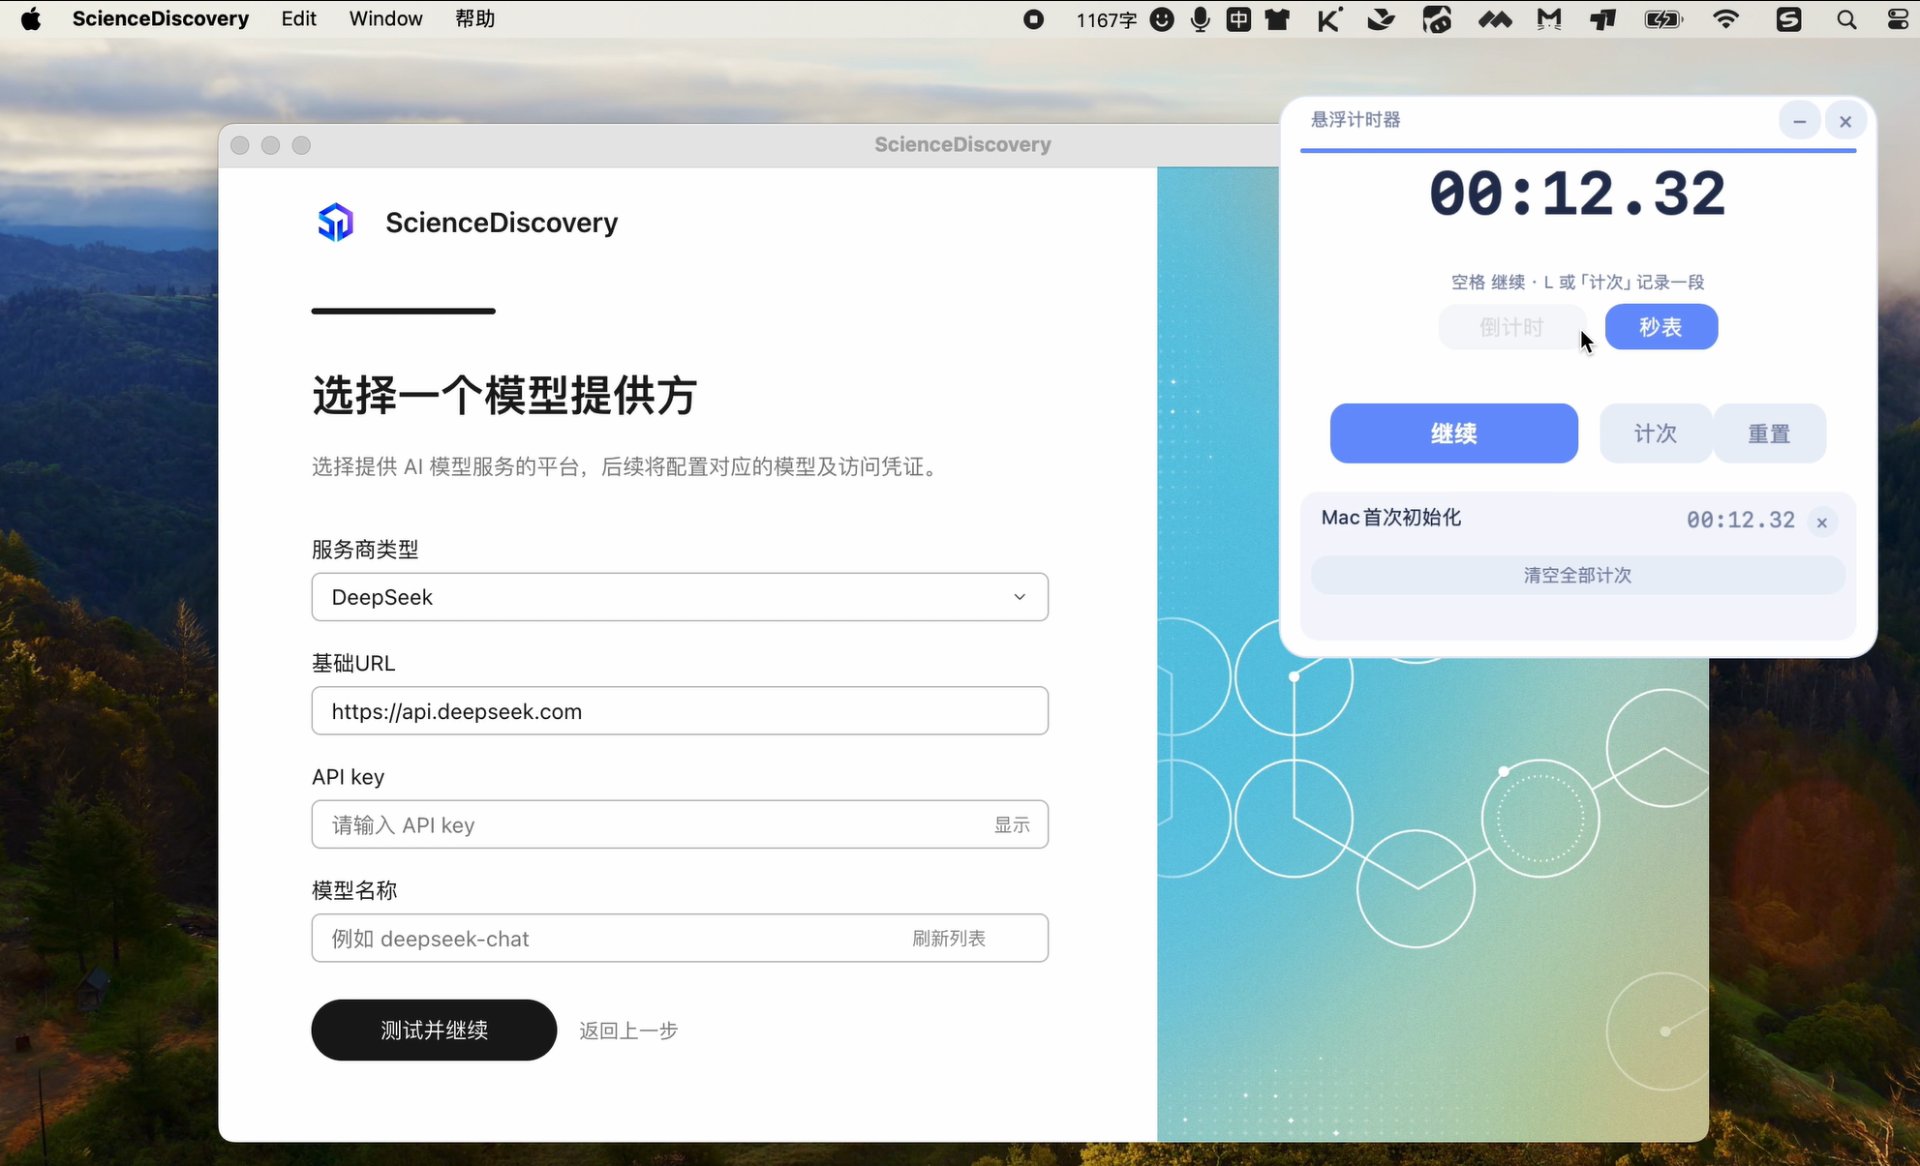 ScienceDiscovery Edit Window 帮助 1167字 中
ScienceDiscovery
ScienceDiscovery
选择一个模型提供方
选择提供 AI 模型服务的平台，后续将配置对应的模型及访问凭证。
服务商类型
DeepSeek
基础URL
https://api.deepseek.com
API key
请输入 API key 显示
模型名称
例如 deepseek-chat 刷新列表
测试并继续 返回上一步
悬浮计时器
00:12.32
空格 继续 · L 或「计次」记录一段
倒计时 秒表
继续 计次 重置
Mac首次初始化 00:12.32
清空全部计次